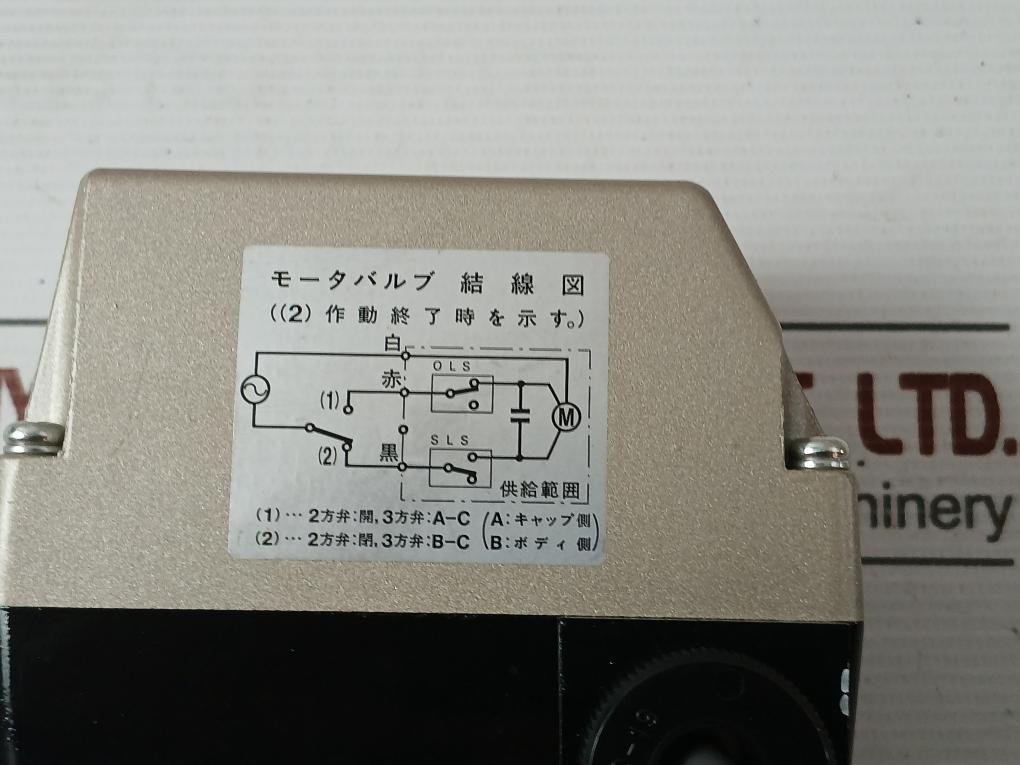 モータバルブ 結線図
((2)作動終了時を示す。)
白
OLS
赤
(1)
M
SLS
(2)
黒
供給範囲
(1)… 2方弁:開, 3方弁:A-C (A:キャップ側)
(2)… 2方弁:閉, 3方弁:B-C (B:ボディ側)
LTD.
hinery
-19